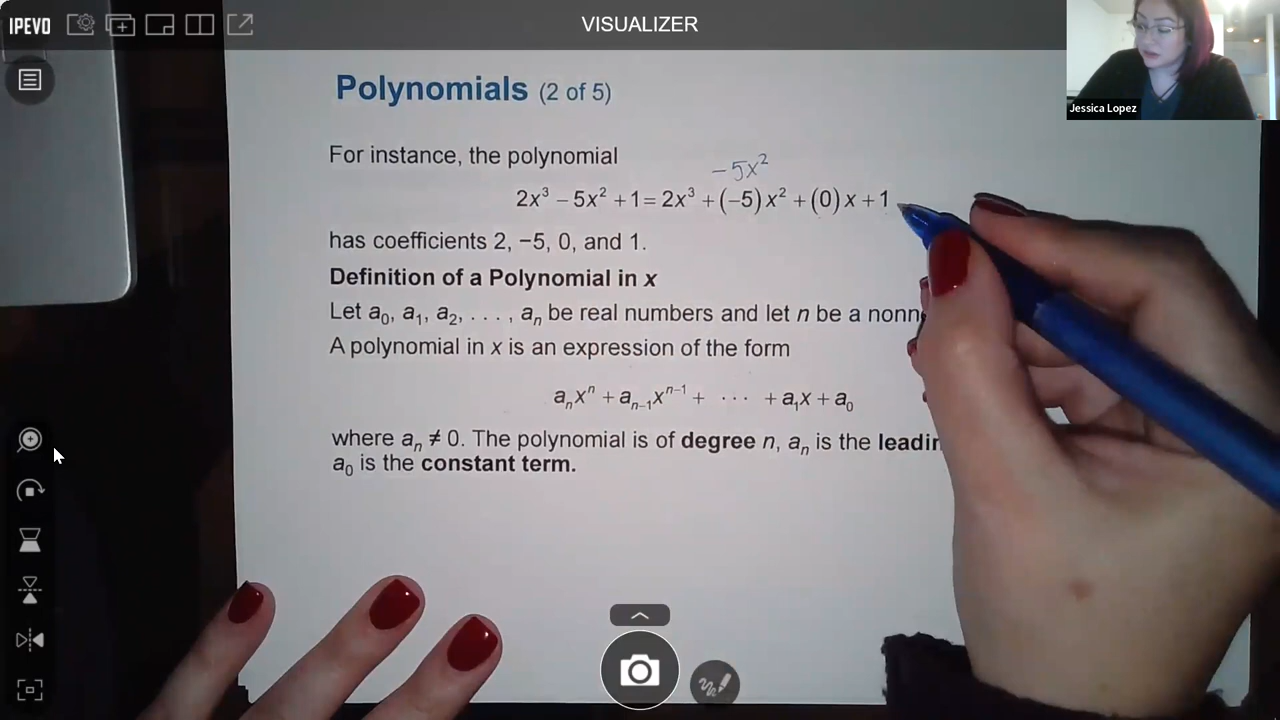 IPEVO
VISUALIZER
Jessica Lopez
Polynomials (2 of 5)
For instance, the polynomial
−5x²
2x³ − 5x² + 1 = 2x³ + (−5)x² + (0)x + 1
has coefficients 2, −5, 0, and 1.
Definition of a Polynomial in x
Let a₀, a₁, a₂, . . . , aₙ be real numbers and let n be a
A polynomial in x is an expression of the form
aₙxⁿ + aₙ₋₁xⁿ⁻¹ + ⋯ + a₁x + a₀
where aₙ ≠ 0. The polynomial is of degree n, aₙ is the
a₀ is the constant term.